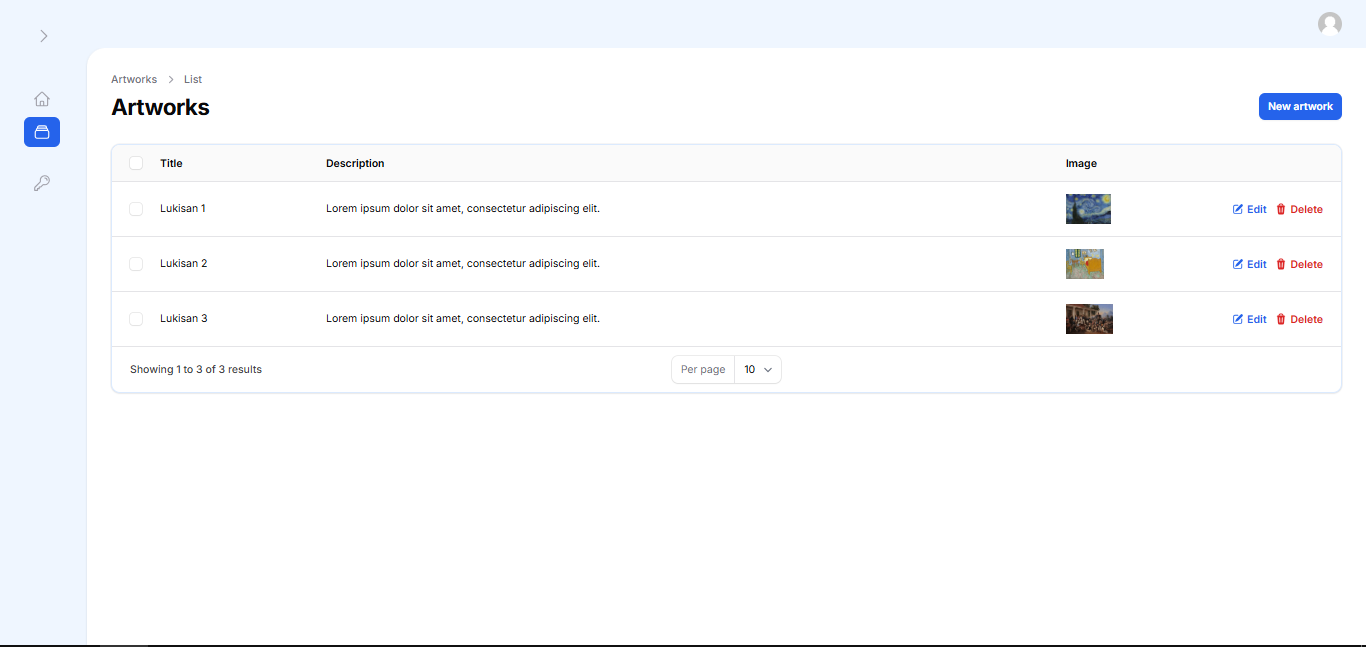 Artworks > List
Artworks
New artwork
Title Description Image
Lukisan 1 Lorem ipsum dolor sit amet, consectetur adipiscing elit. Edit Delete
Lukisan 2 Lorem ipsum dolor sit amet, consectetur adipiscing elit. Edit Delete
Lukisan 3 Lorem ipsum dolor sit amet, consectetur adipiscing elit. Edit Delete
Showing 1 to 3 of 3 results Per page 10